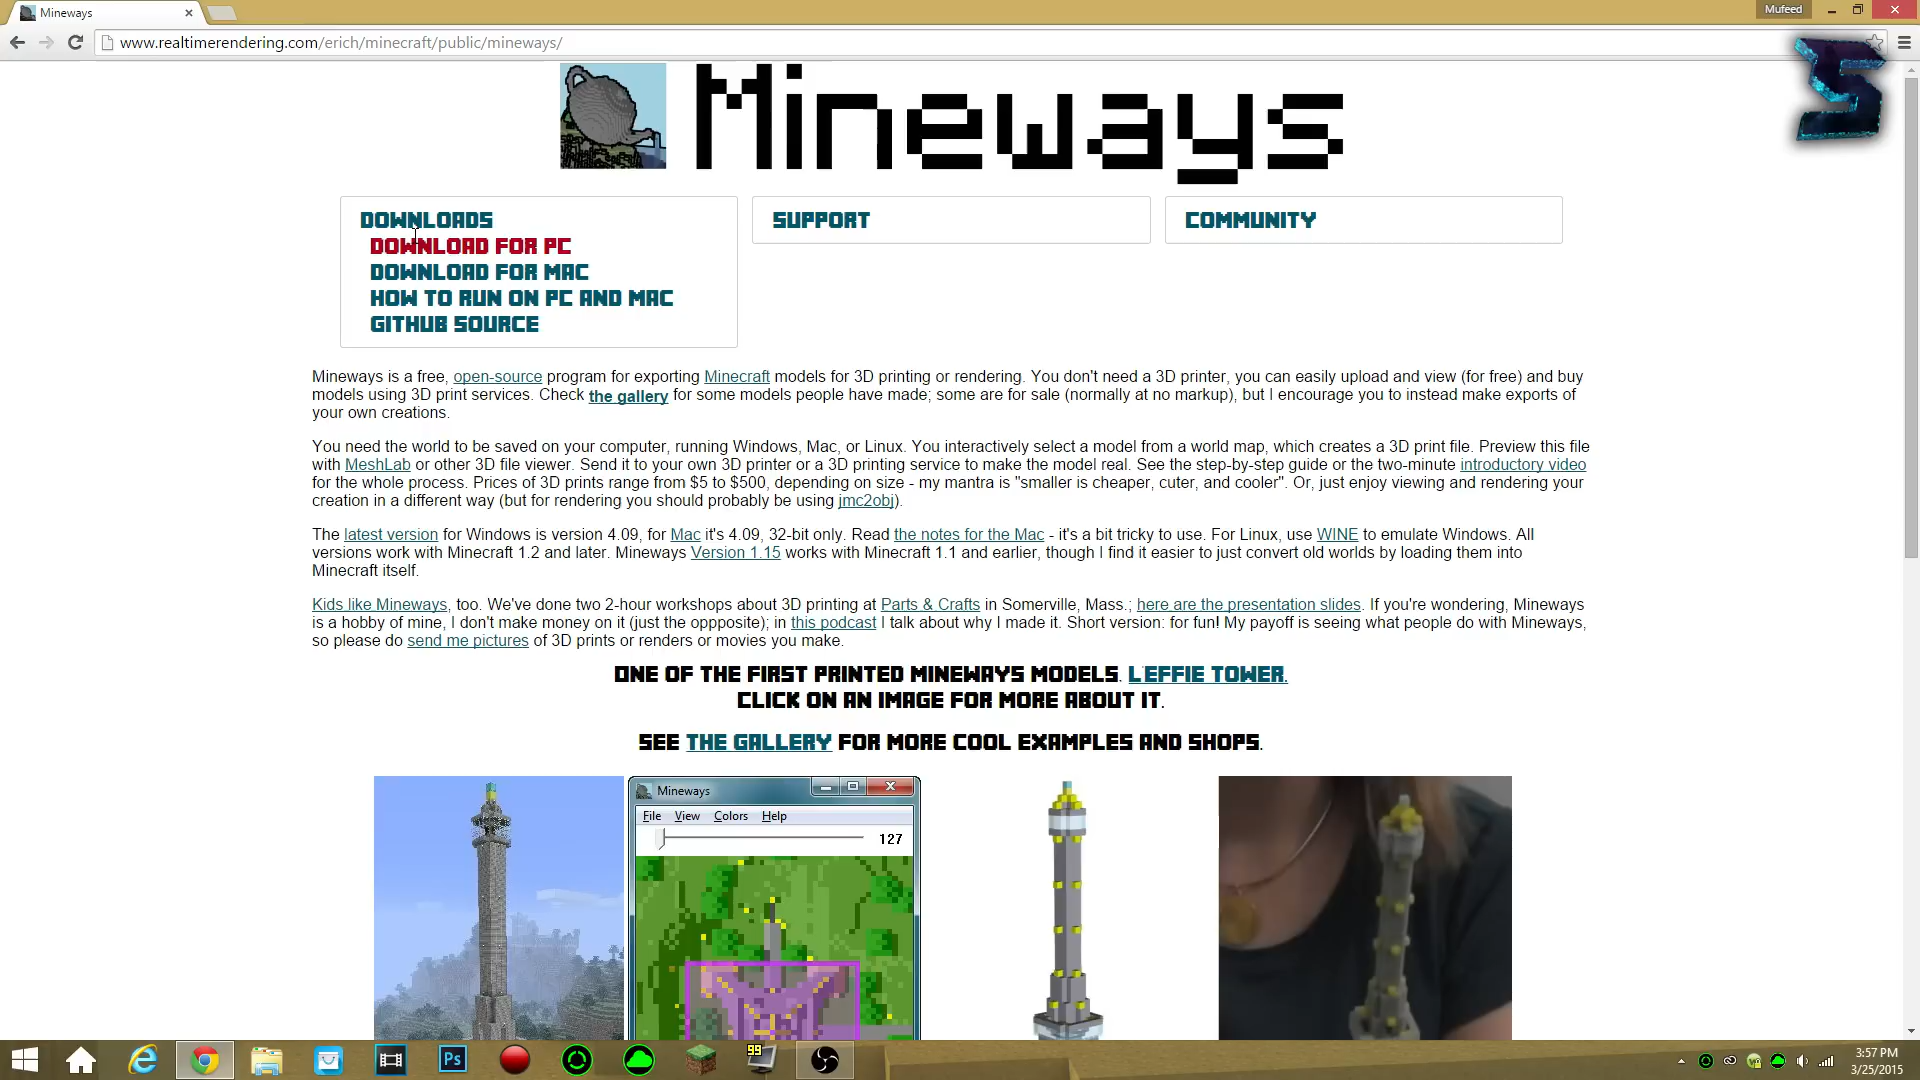 Mineways
Mufeed
www.realtimerendering.com/erich/minecraft/public/mineways/
Mineways
DOWNLOADS
DOWNLOAD FOR PC
DOWNLOAD FOR MAC
HOW TO RUN ON PC AND MAC
GITHUB SOURCE
SUPPORT
COMMUNITY
Mineways is a free, open-source program for exporting Minecraft models for 3D printing or rendering. You don't need a 3D printer, you can easily upload and view (for free) and buy
models using 3D print services. Check the gallery for some models people have made; some are for sale (normally at no markup), but I encourage you to instead make exports of
your own creations.
You need the world to be saved on your computer, running Windows, Mac, or Linux. You interactively select a model from a world map, which creates a 3D print file. Preview this file
with MeshLab or other 3D file viewer. Send it to your own 3D printer or a 3D printing service to make the model real. See the step-by-step guide or the two-minute introductory video
for the whole process. Prices of 3D prints range from $5 to $500, depending on size - my mantra is "smaller is cheaper, cuter, and cooler". Or, just enjoy viewing and rendering your
creation in a different way (but for rendering you should probably be using jmc2obj).
The latest version for Windows is version 4.09, for Mac it's 4.09, 32-bit only. Read the notes for the Mac - it's a bit tricky to use. For Linux, use WINE to emulate Windows. All
versions work with Minecraft 1.2 and later. Mineways Version 1.15 works with Minecraft 1.1 and earlier, though I find it easier to just convert old worlds by loading them into
Minecraft itself.
Kids like Mineways, too. We've done two 2-hour workshops about 3D printing at Parts & Crafts in Somerville, Mass.; here are the presentation slides. If you're wondering, Mineways
is a hobby of mine, I don't make money on it (just the oppposite); in this podcast I talk about why I made it. Short version: for fun! My payoff is seeing what people do with Mineways,
so please do send me pictures of 3D prints or renders or movies you make.
ONE OF THE FIRST PRINTED MINEWAYS MODELS. L'EFFIE TOWER.
CLICK ON AN IMAGE FOR MORE ABOUT IT.
SEE THE GALLERY FOR MORE COOL EXAMPLES AND SHOPS.
Mineways
File View Colors Help
127
Ps
99
3:57 PM
3/25/2015